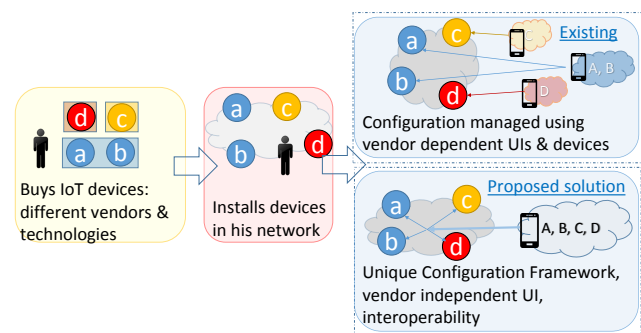 d c
a b
Buys IoT devices:
different vendors &
technologies
a c
b d
Installs devices
in his network
Existing
a c C
b A, B
d D
Configuration managed using
vendor dependent UIs & devices
Proposed solution
a c
b d
A, B, C, D
Unique Configuration Framework,
vendor independent UI,
interoperability